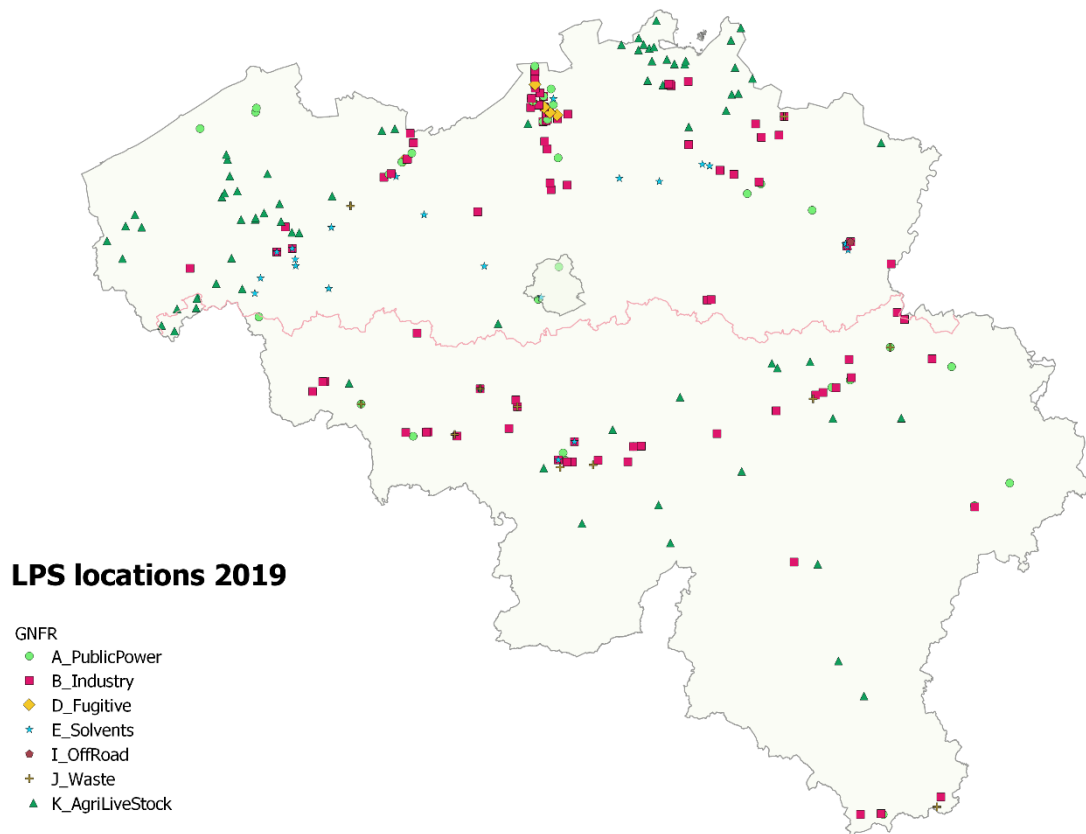 LPS locations 2019
GNFR
A_PublicPower
B_Industry
D_Fugitive
E_Solvents
I_OffRoad
J_Waste
K_AgriLiveStock